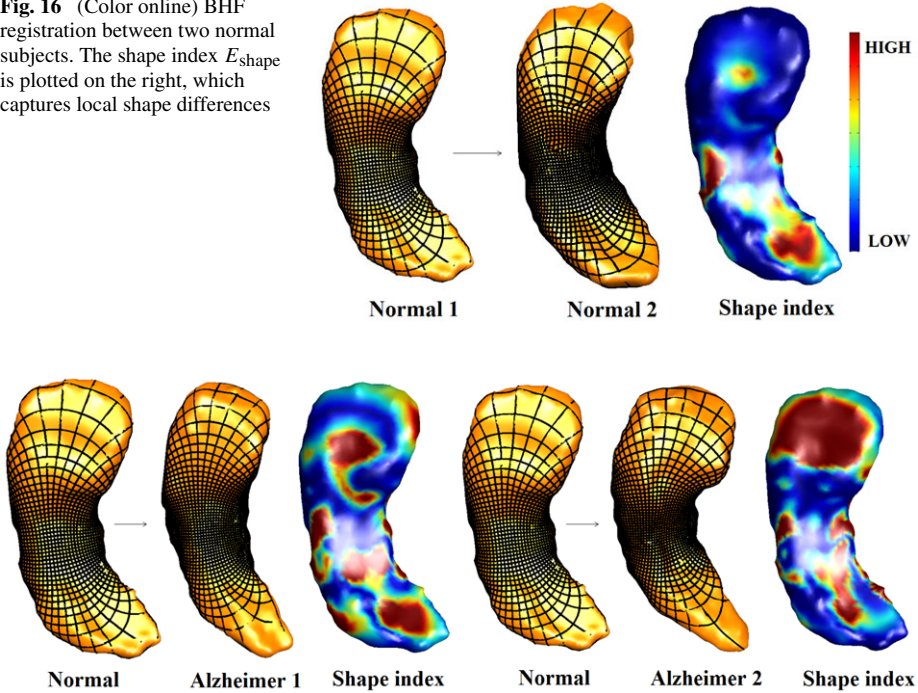 Fig. 16 (Color online) BHF
registration between two normal
subjects. The shape index E_shape
is plotted on the right, which
captures local shape differences
HIGH
LOW
Normal 1
Normal 2
Shape index
Normal
Alzheimer 1
Shape index
Normal
Alzheimer 2
Shape index